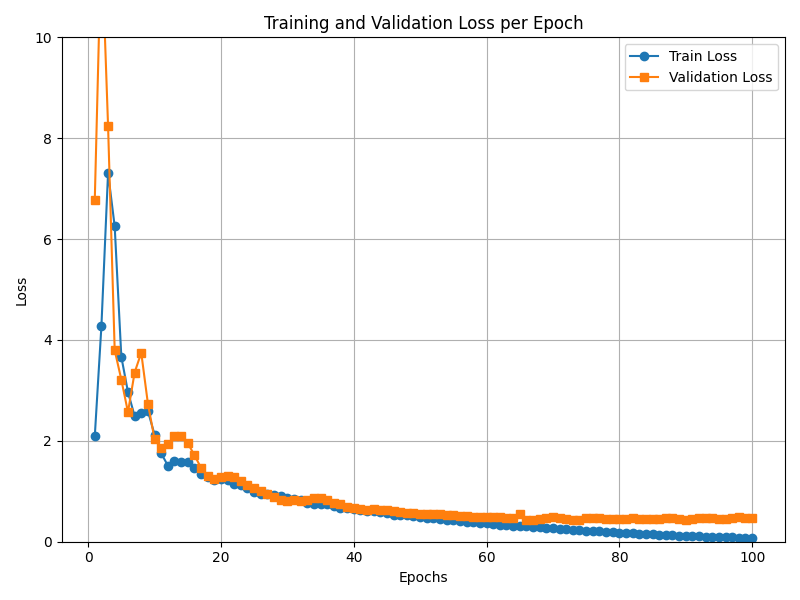 Training and Validation Loss per Epoch
Train Loss
Validation Loss
Loss
10
8
6
4
2
0
0 20 40 60 80 100
Epochs